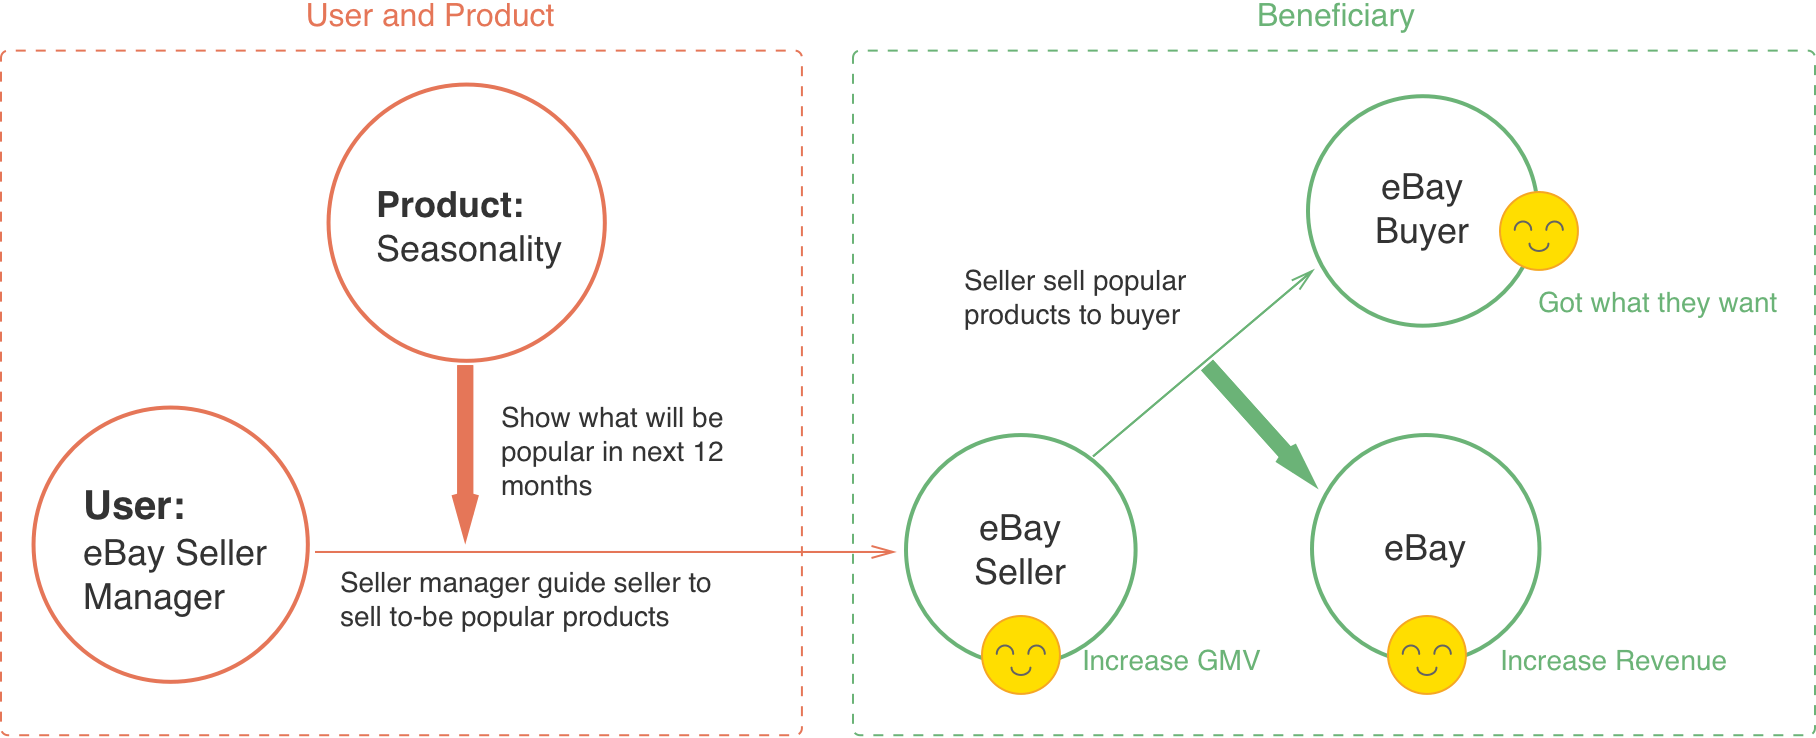 User and Product
Product:
Seasonality
Show what will be
popular in next 12
months
User:
eBay Seller
Manager
Seller manager guide seller to
sell to-be popular products
Beneficiary
eBay
Buyer
Got what they want
Seller sell popular
products to buyer
eBay
Seller
Increase GMV
eBay
Increase Revenue